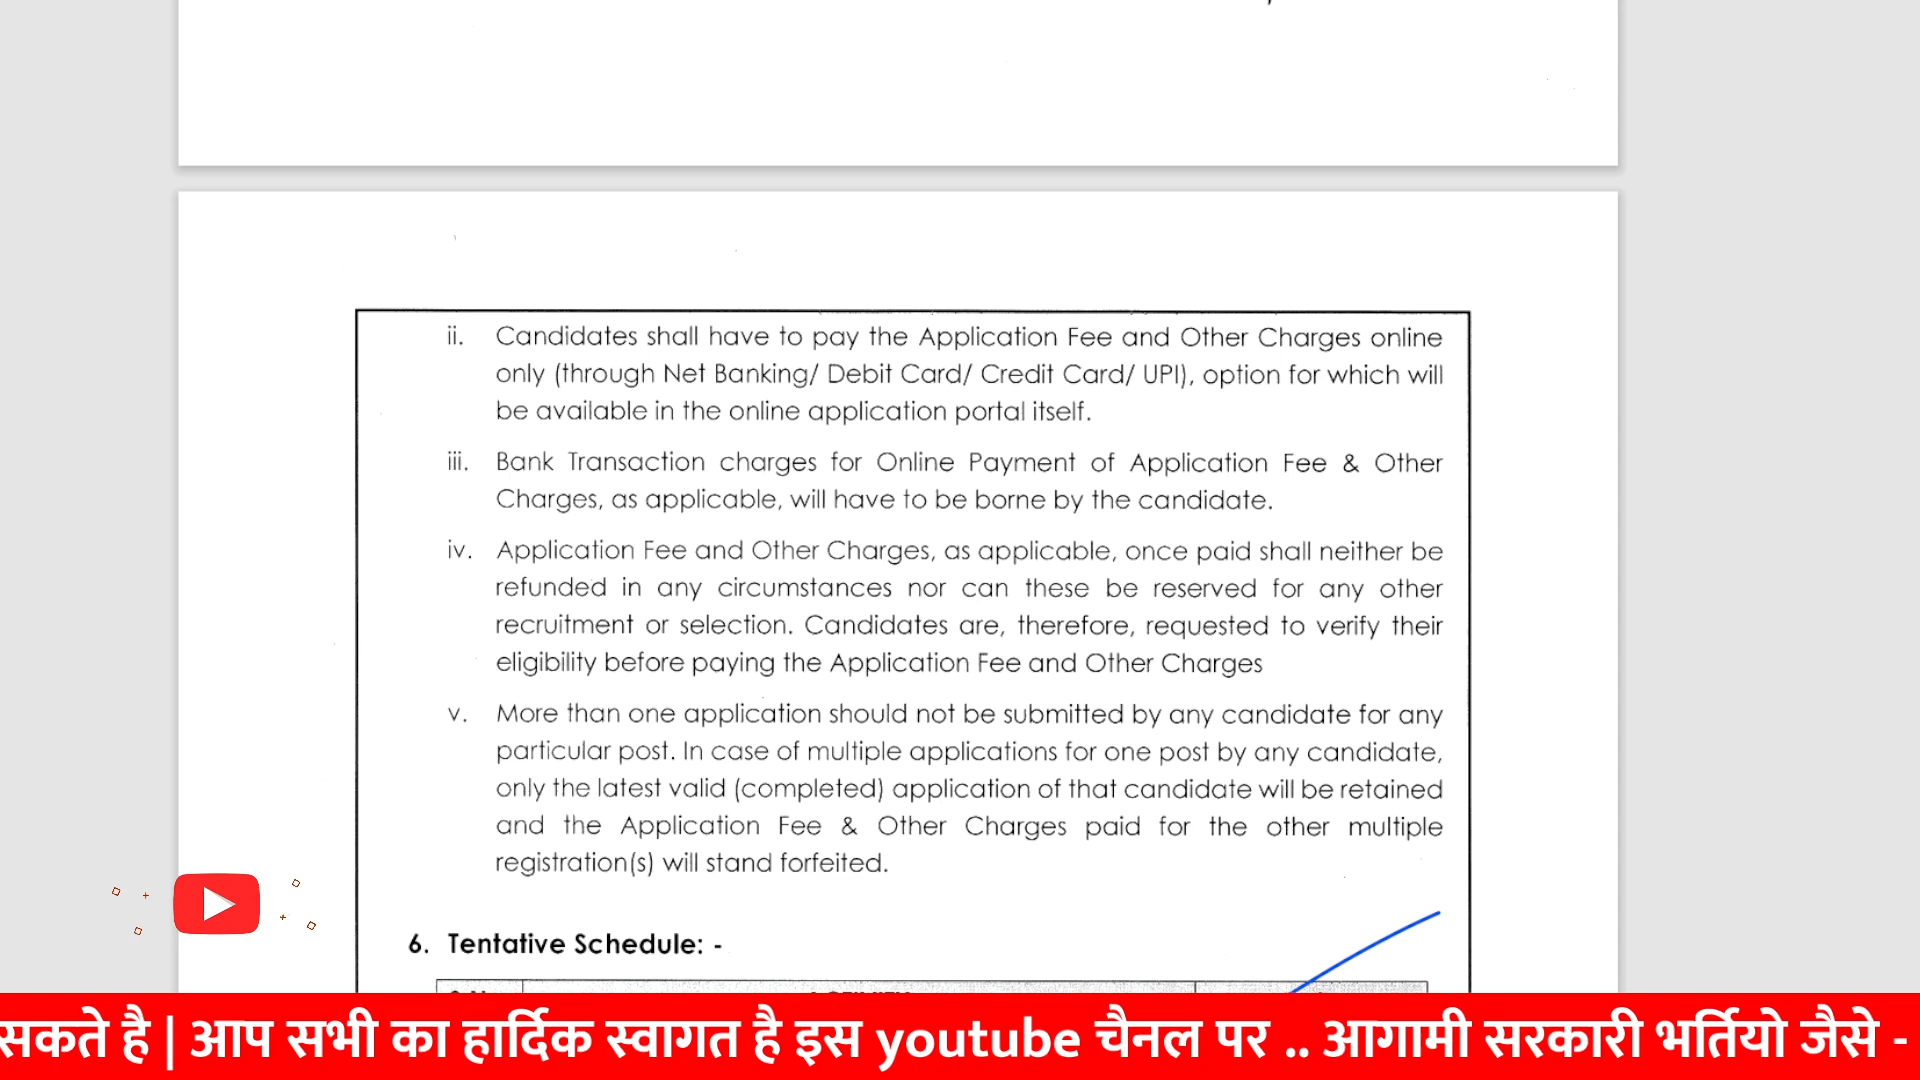 ii. Candidates shall have to pay the Application Fee and Other Charges online
only (through Net Banking/ Debit Card/ Credit Card/ UPI), option for which will
be available in the online application portal itself.
iii. Bank Transaction charges for Online Payment of Application Fee & Other
Charges, as applicable, will have to be borne by the candidate.
iv. Application Fee and Other Charges, as applicable, once paid shall neither be
refunded in any circumstances nor can these be reserved for any other
recruitment or selection. Candidates are, therefore, requested to verify their
eligibility before paying the Application Fee and Other Charges
v. More than one application should not be submitted by any candidate for any
particular post. In case of multiple applications for one post by any candidate,
only the latest valid (completed) application of that candidate will be retained
and the Application Fee & Other Charges paid for the other multiple
registration(s) will stand forfeited.
6. Tentative Schedule: -
सकते है | आप सभी का हार्दिक स्वागत है इस youtube चैनल पर .. आगामी सरकारी भर्तियो जैसे -